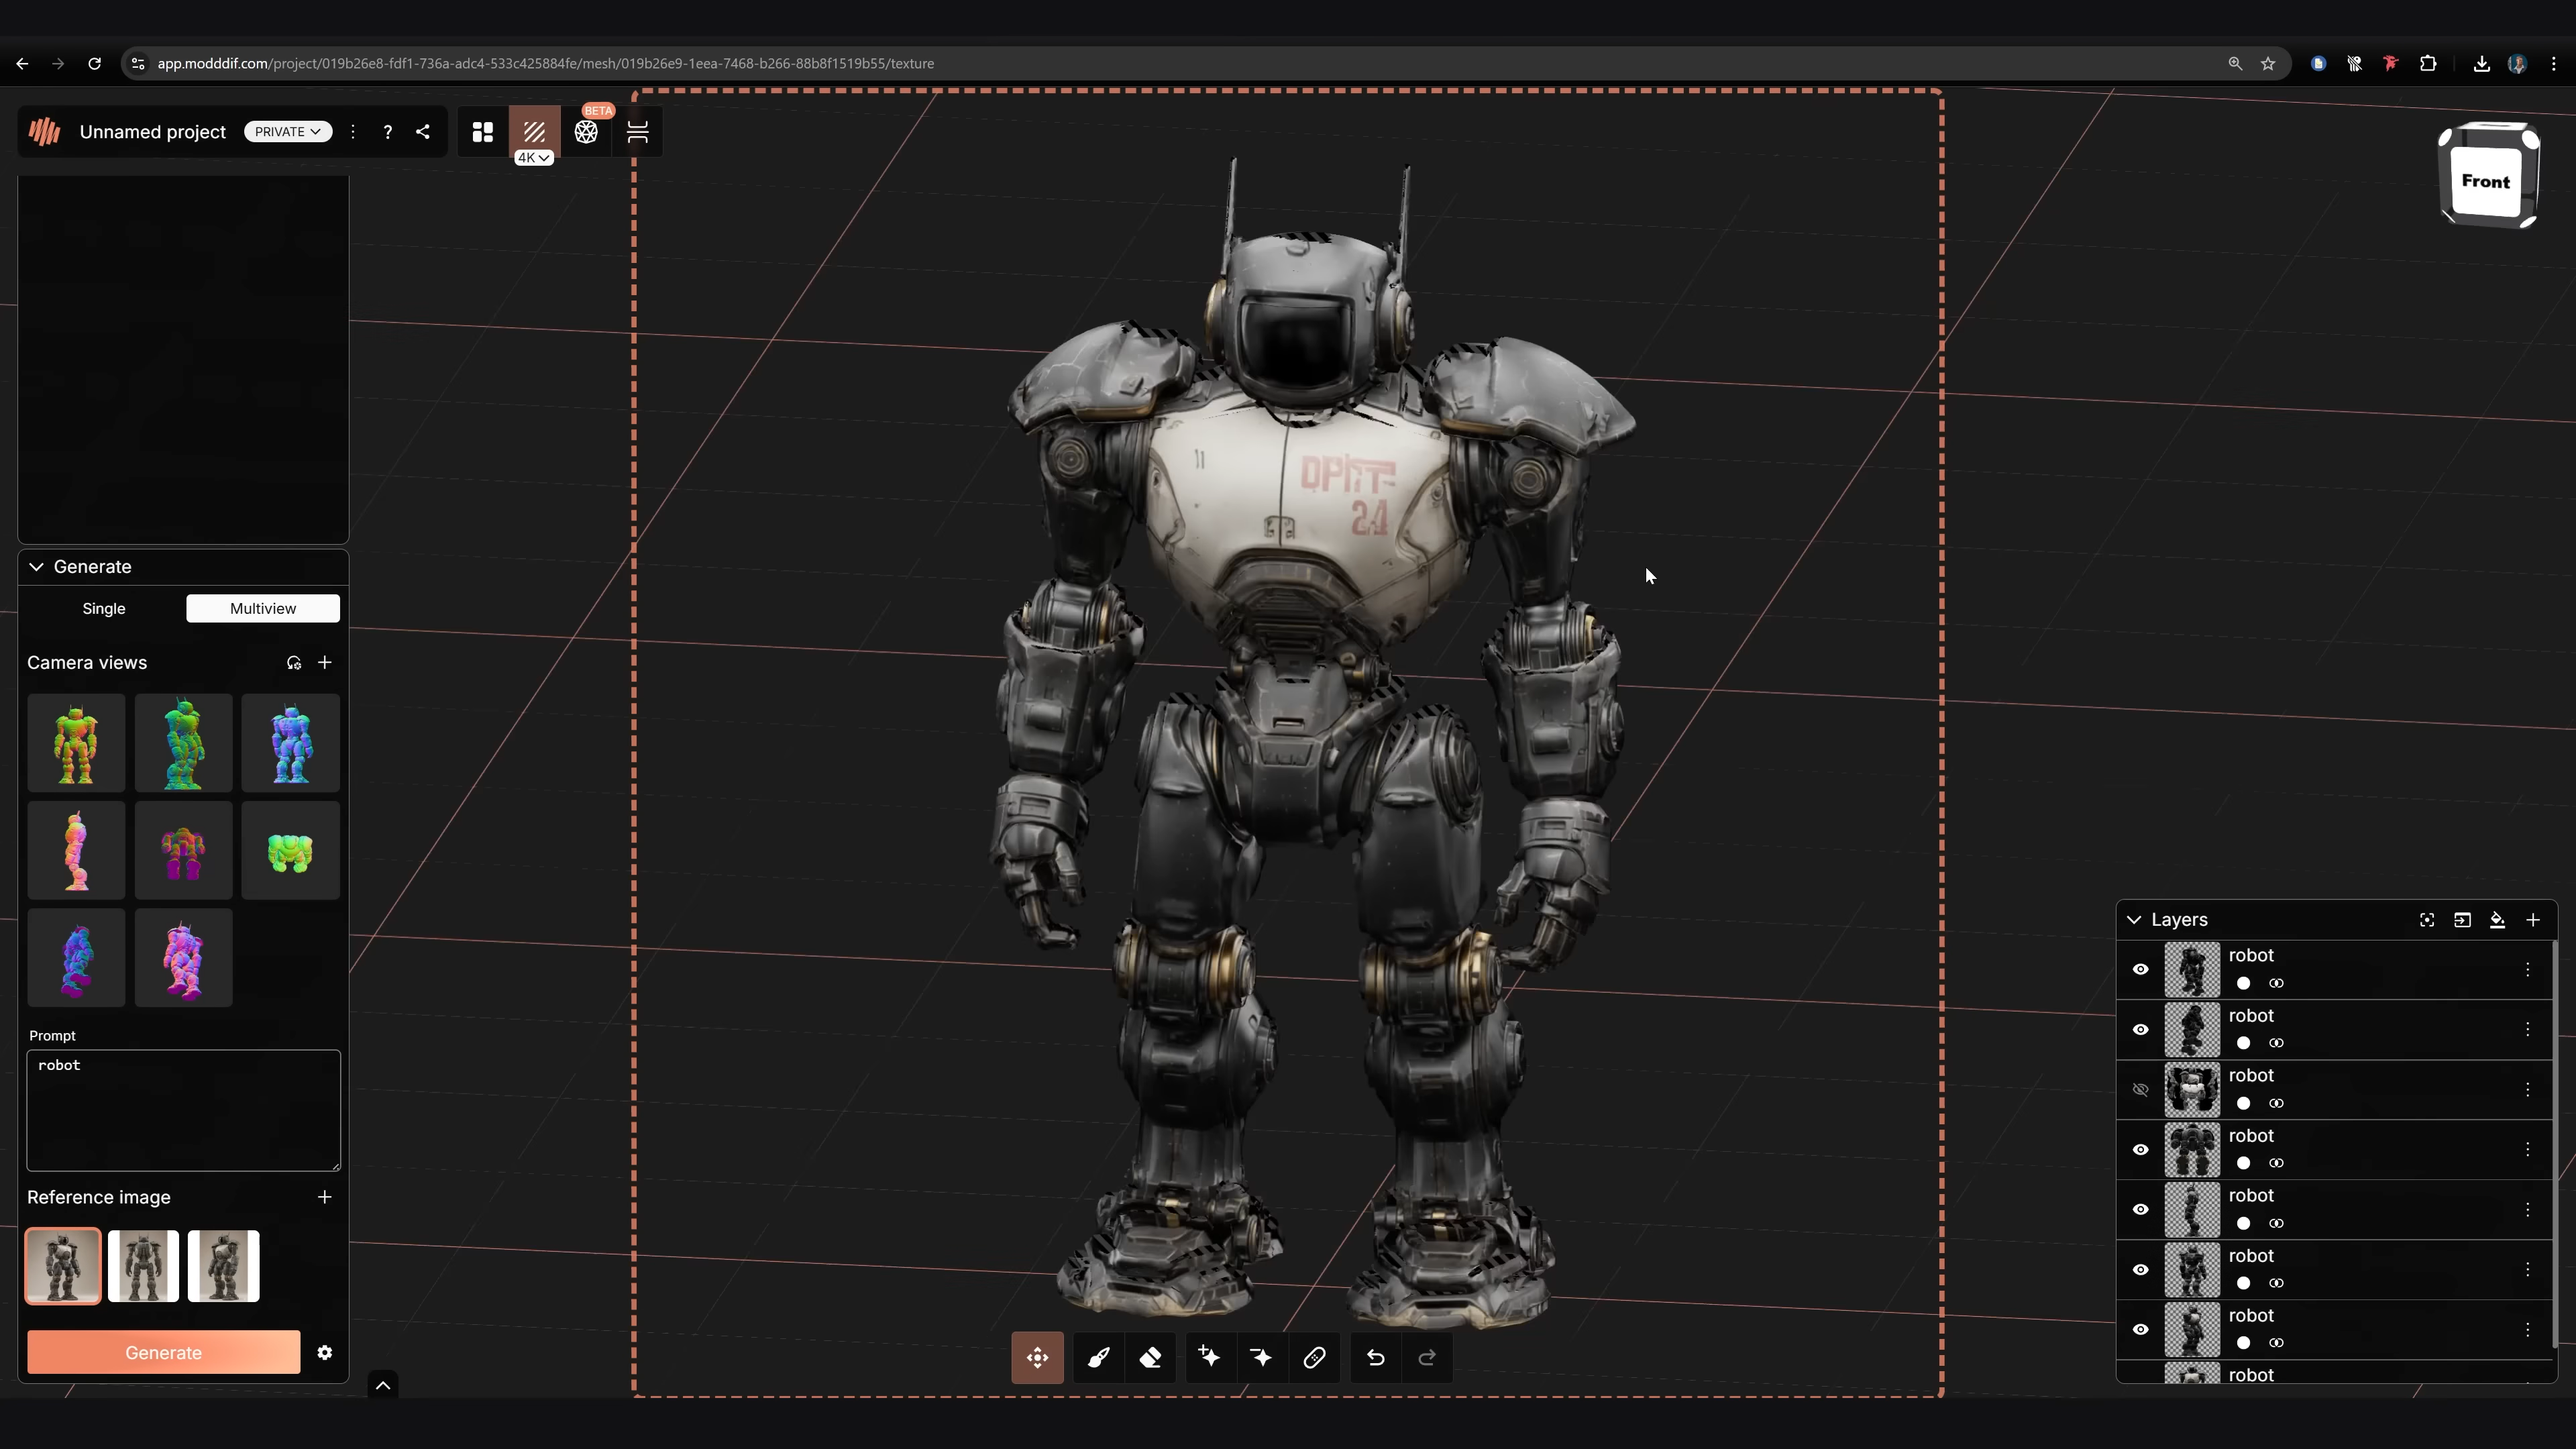 app.modddif.com/project/019b26e8-fdf1-736a-adc4-533c425884fe/mesh/019b26e9-1eea-7468-b266-88b8f1519b55/texture
BETA
Unnamed project
PRIVATE
?
4K
Front
Generate
Single
Multiview
Camera views
Prompt
robot
Reference image
Generate
24
Layers
robot
robot
robot
robot
robot
robot
robot
robot